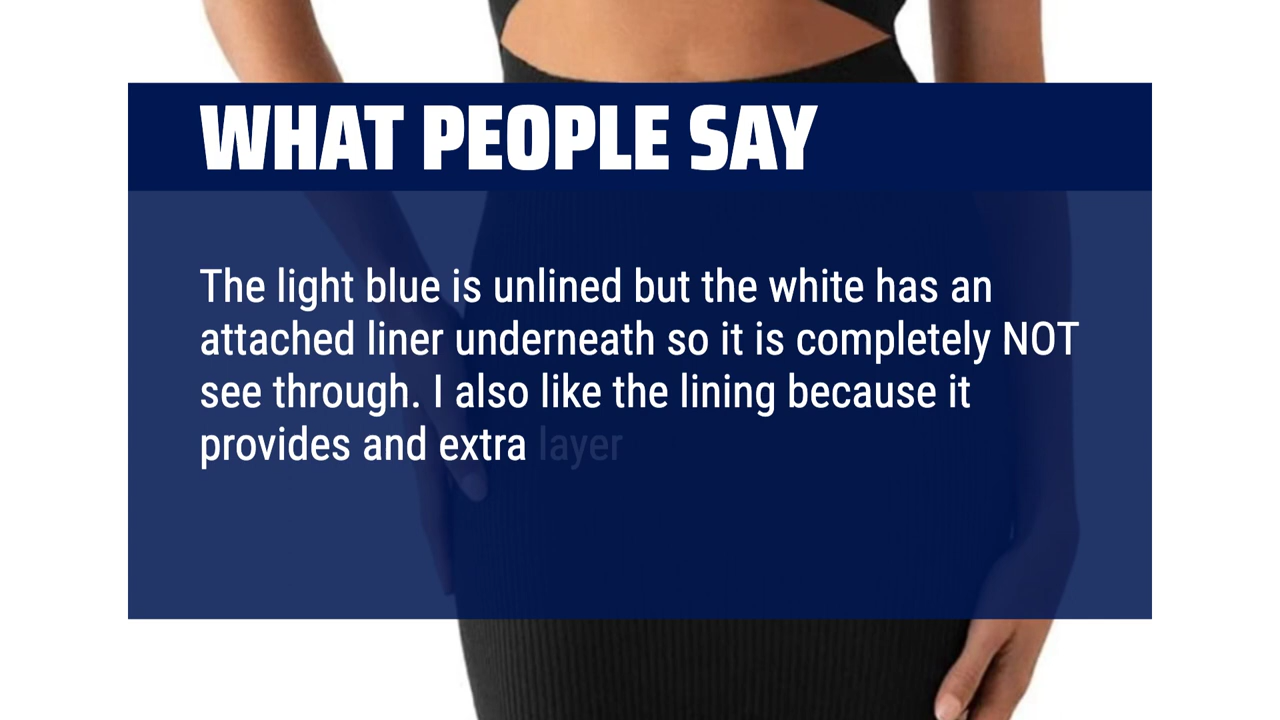 WHAT PEOPLE SAY
The light blue is unlined but the white has an
attached liner underneath so it is completely NOT
see through. I also like the lining because it
provides and extra layer